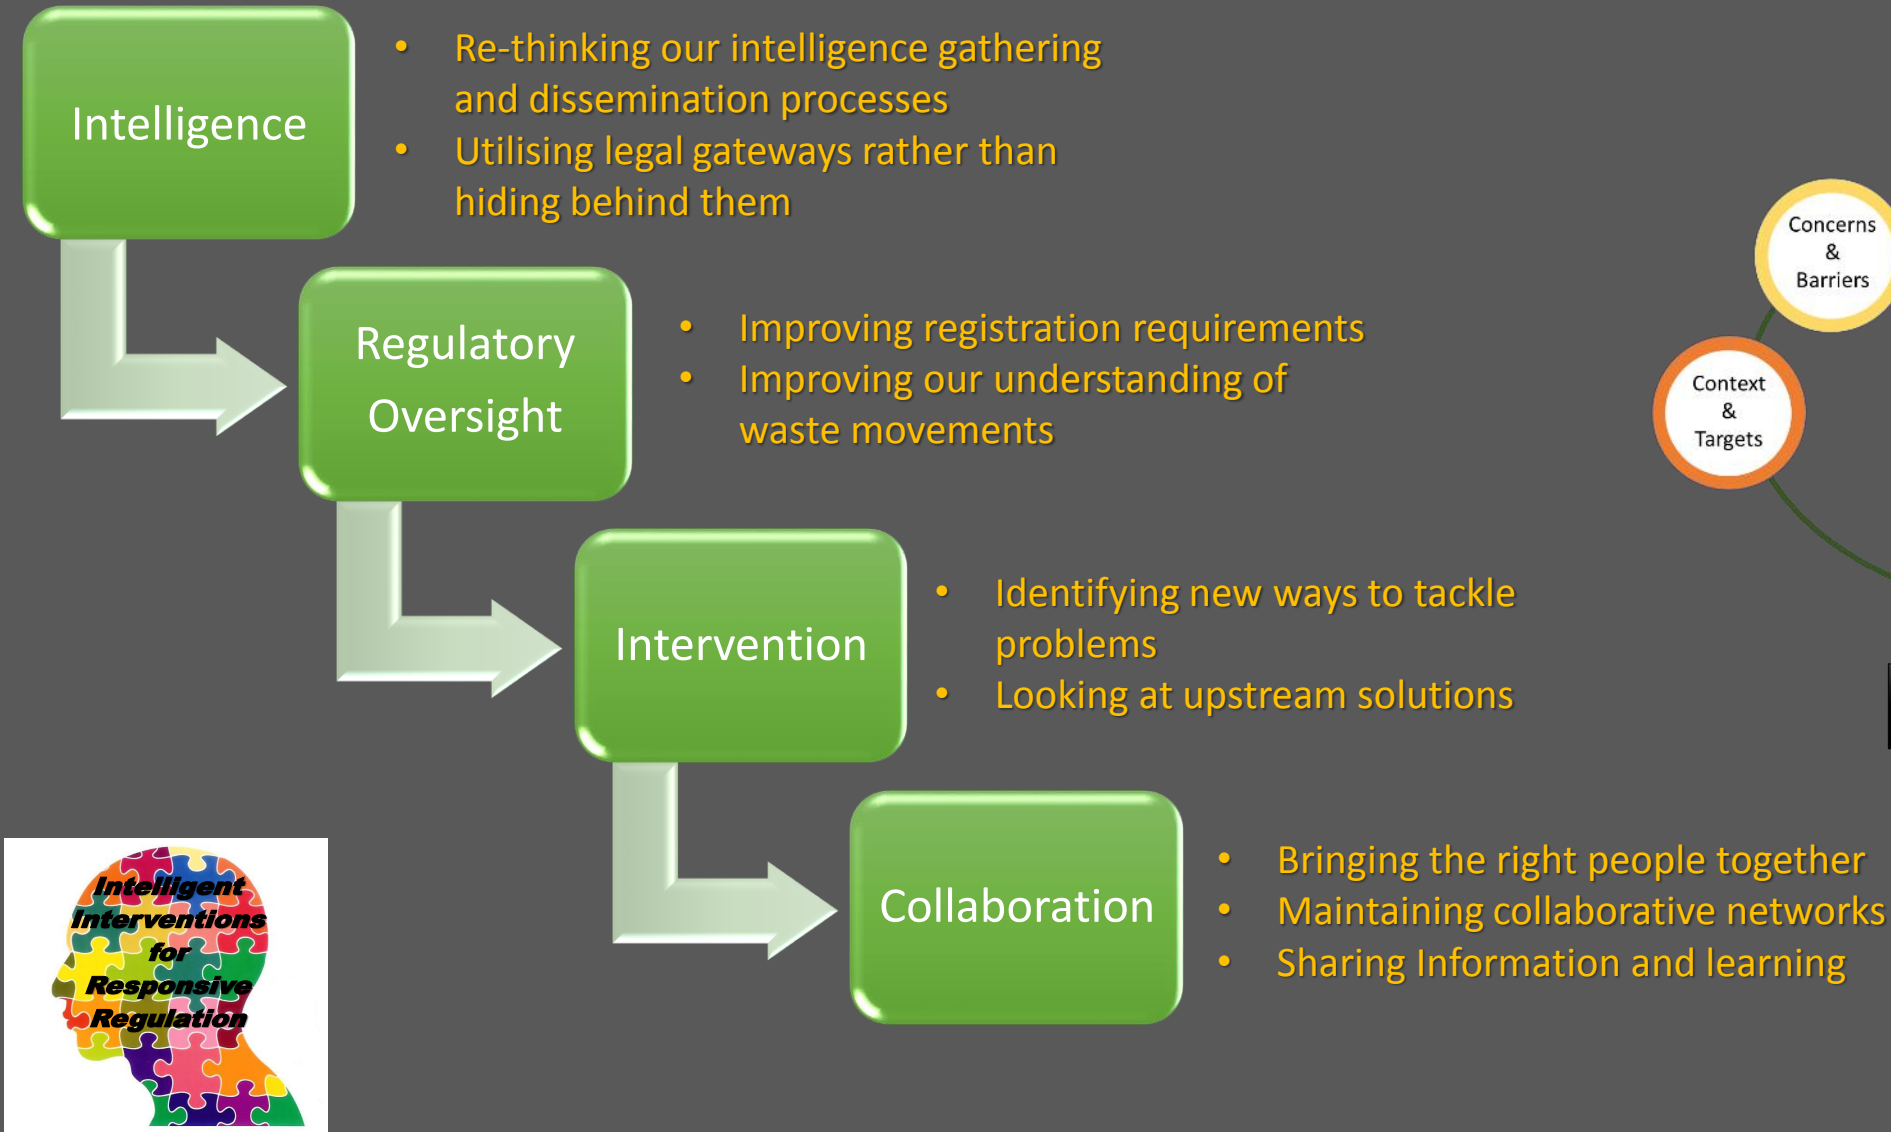 Intelligence
• Re-thinking our intelligence gathering
and dissemination processes
• Utilising legal gateways rather than
hiding behind them
Concerns
&
Barriers
Regulatory
Oversight
• Improving registration requirements
• Improving our understanding of
waste movements
Context
&
Targets
Intervention
• Identifying new ways to tackle
problems
• Looking at upstream solutions
Collaboration
• Bringing the right people together
• Maintaining collaborative networks
• Sharing Information and learning
Intelligent
Interventions
for
Responsive
Regulation